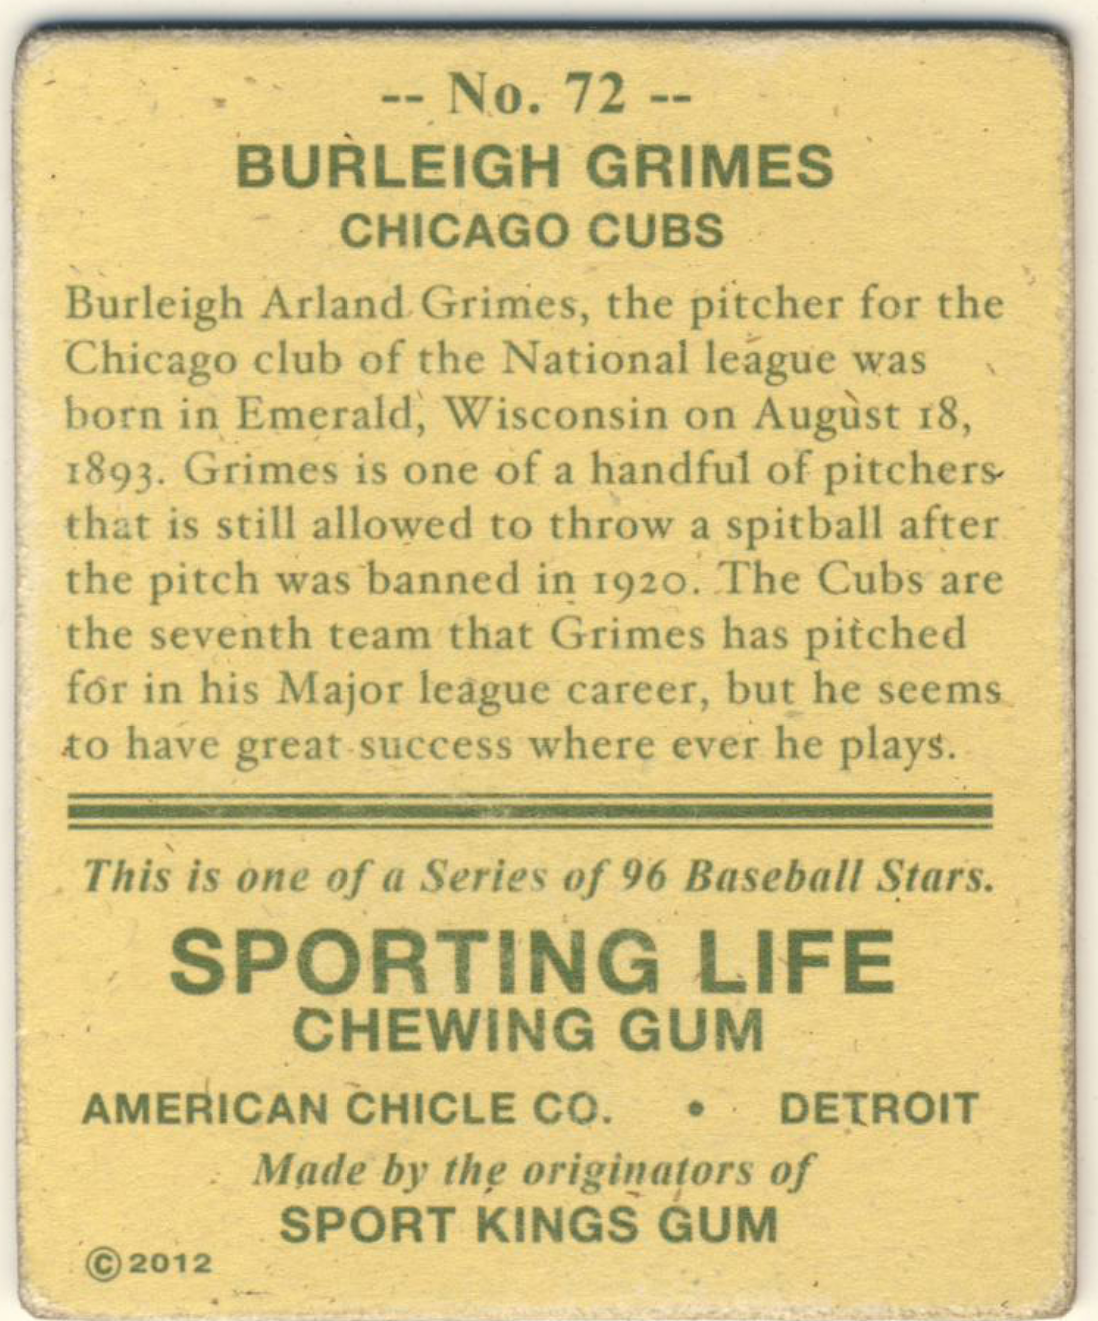 -- No. 72 --
BURLEIGH GRIMES
CHICAGO CUBS
Burleigh Arland Grimes, the pitcher for the
Chicago club of the National league was
born in Emerald, Wisconsin on August 18,
1893. Grimes is one of a handful of pitchers
that is still allowed to throw a spitball after
the pitch was banned in 1920. The Cubs are
the seventh team that Grimes has pitched
for in his Major league career, but he seems
to have great success where ever he plays.
This is one of a Series of 96 Baseball Stars.
SPORTING LIFE
CHEWING GUM
AMERICAN CHICLE CO. • DETROIT
Made by the originators of
SPORT KINGS GUM
©2012